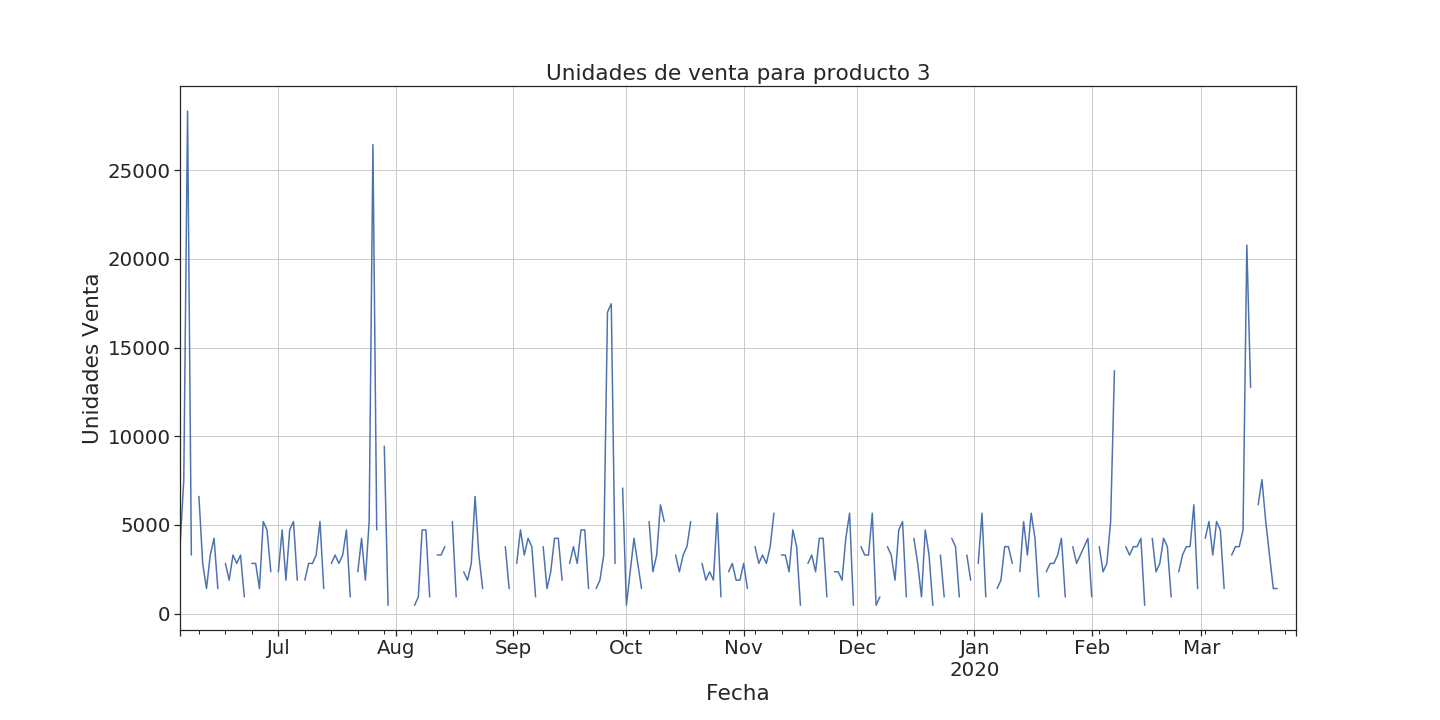 Unidades de venta para producto 3
Unidades Venta
25000
20000
15000
10000
5000
0
Jul Aug Sep Oct Nov Dec Jan Feb Mar
2020
Fecha